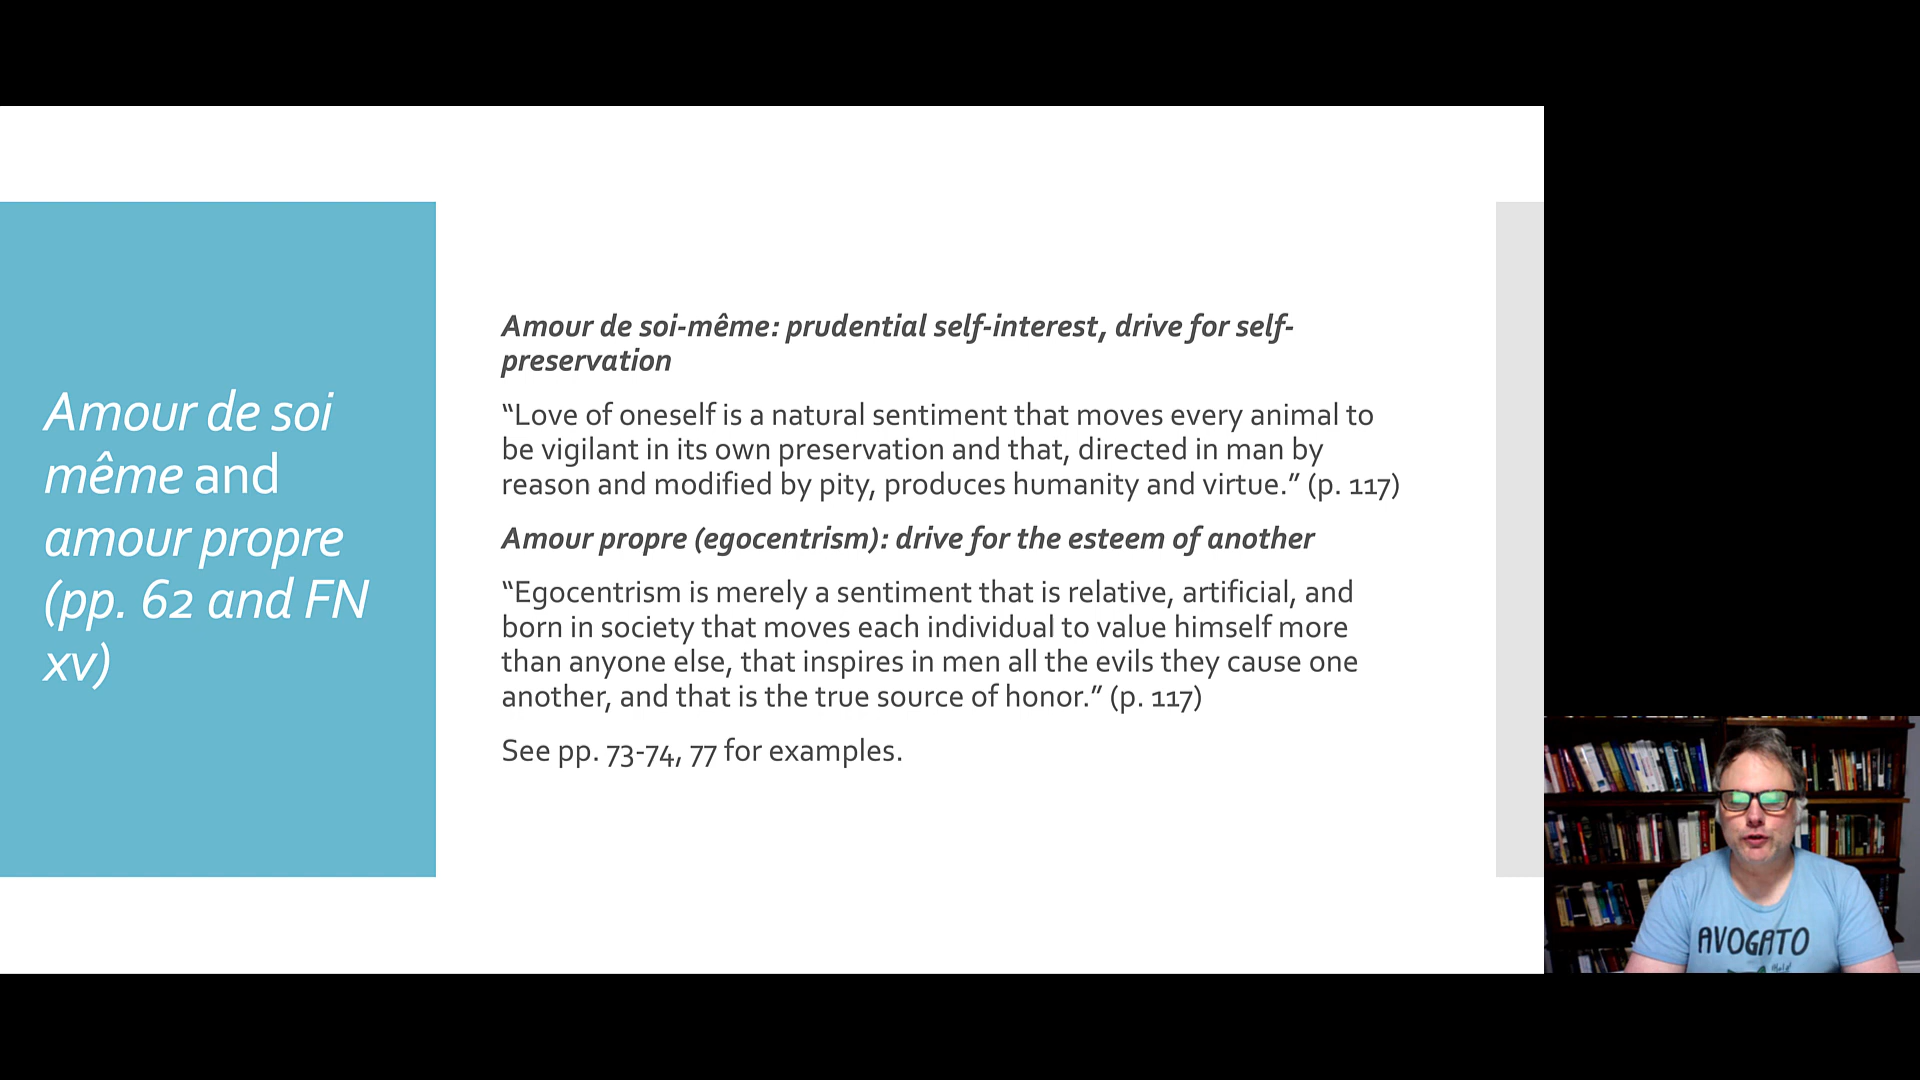 Amour de soi
même and
amour propre
(pp. 62 and FN
xv)
Amour de soi-même: prudential self-interest, drive for self-
preservation
“Love of oneself is a natural sentiment that moves every animal to
be vigilant in its own preservation and that, directed in man by
reason and modified by pity, produces humanity and virtue.” (p. 117)
Amour propre (egocentrism): drive for the esteem of another
“Egocentrism is merely a sentiment that is relative, artificial, and
born in society that moves each individual to value himself more
than anyone else, that inspires in men all the evils they cause one
another, and that is the true source of honor.” (p. 117)
See pp. 73-74, 77 for examples.
AVOGATO